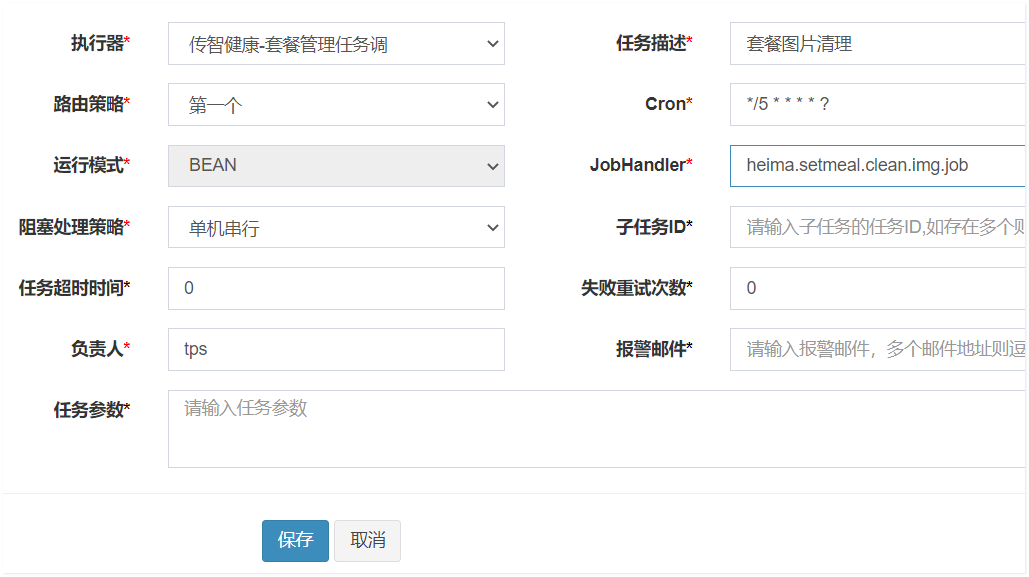 执行器* 传智健康-套餐管理任务调 任务描述* 套餐图片清理
路由策略* 第一个 Cron* */5 * * * * ?
运行模式* BEAN JobHandler* heima.setmeal.clean.img.job
阻塞处理策略* 单机串行 子任务ID* 请输入子任务的任务ID,如存在多个则
任务超时时间* 0 失败重试次数* 0
负责人* tps 报警邮件* 请输入报警邮件，多个邮件地址则逗
任务参数* 请输入任务参数
保存 取消